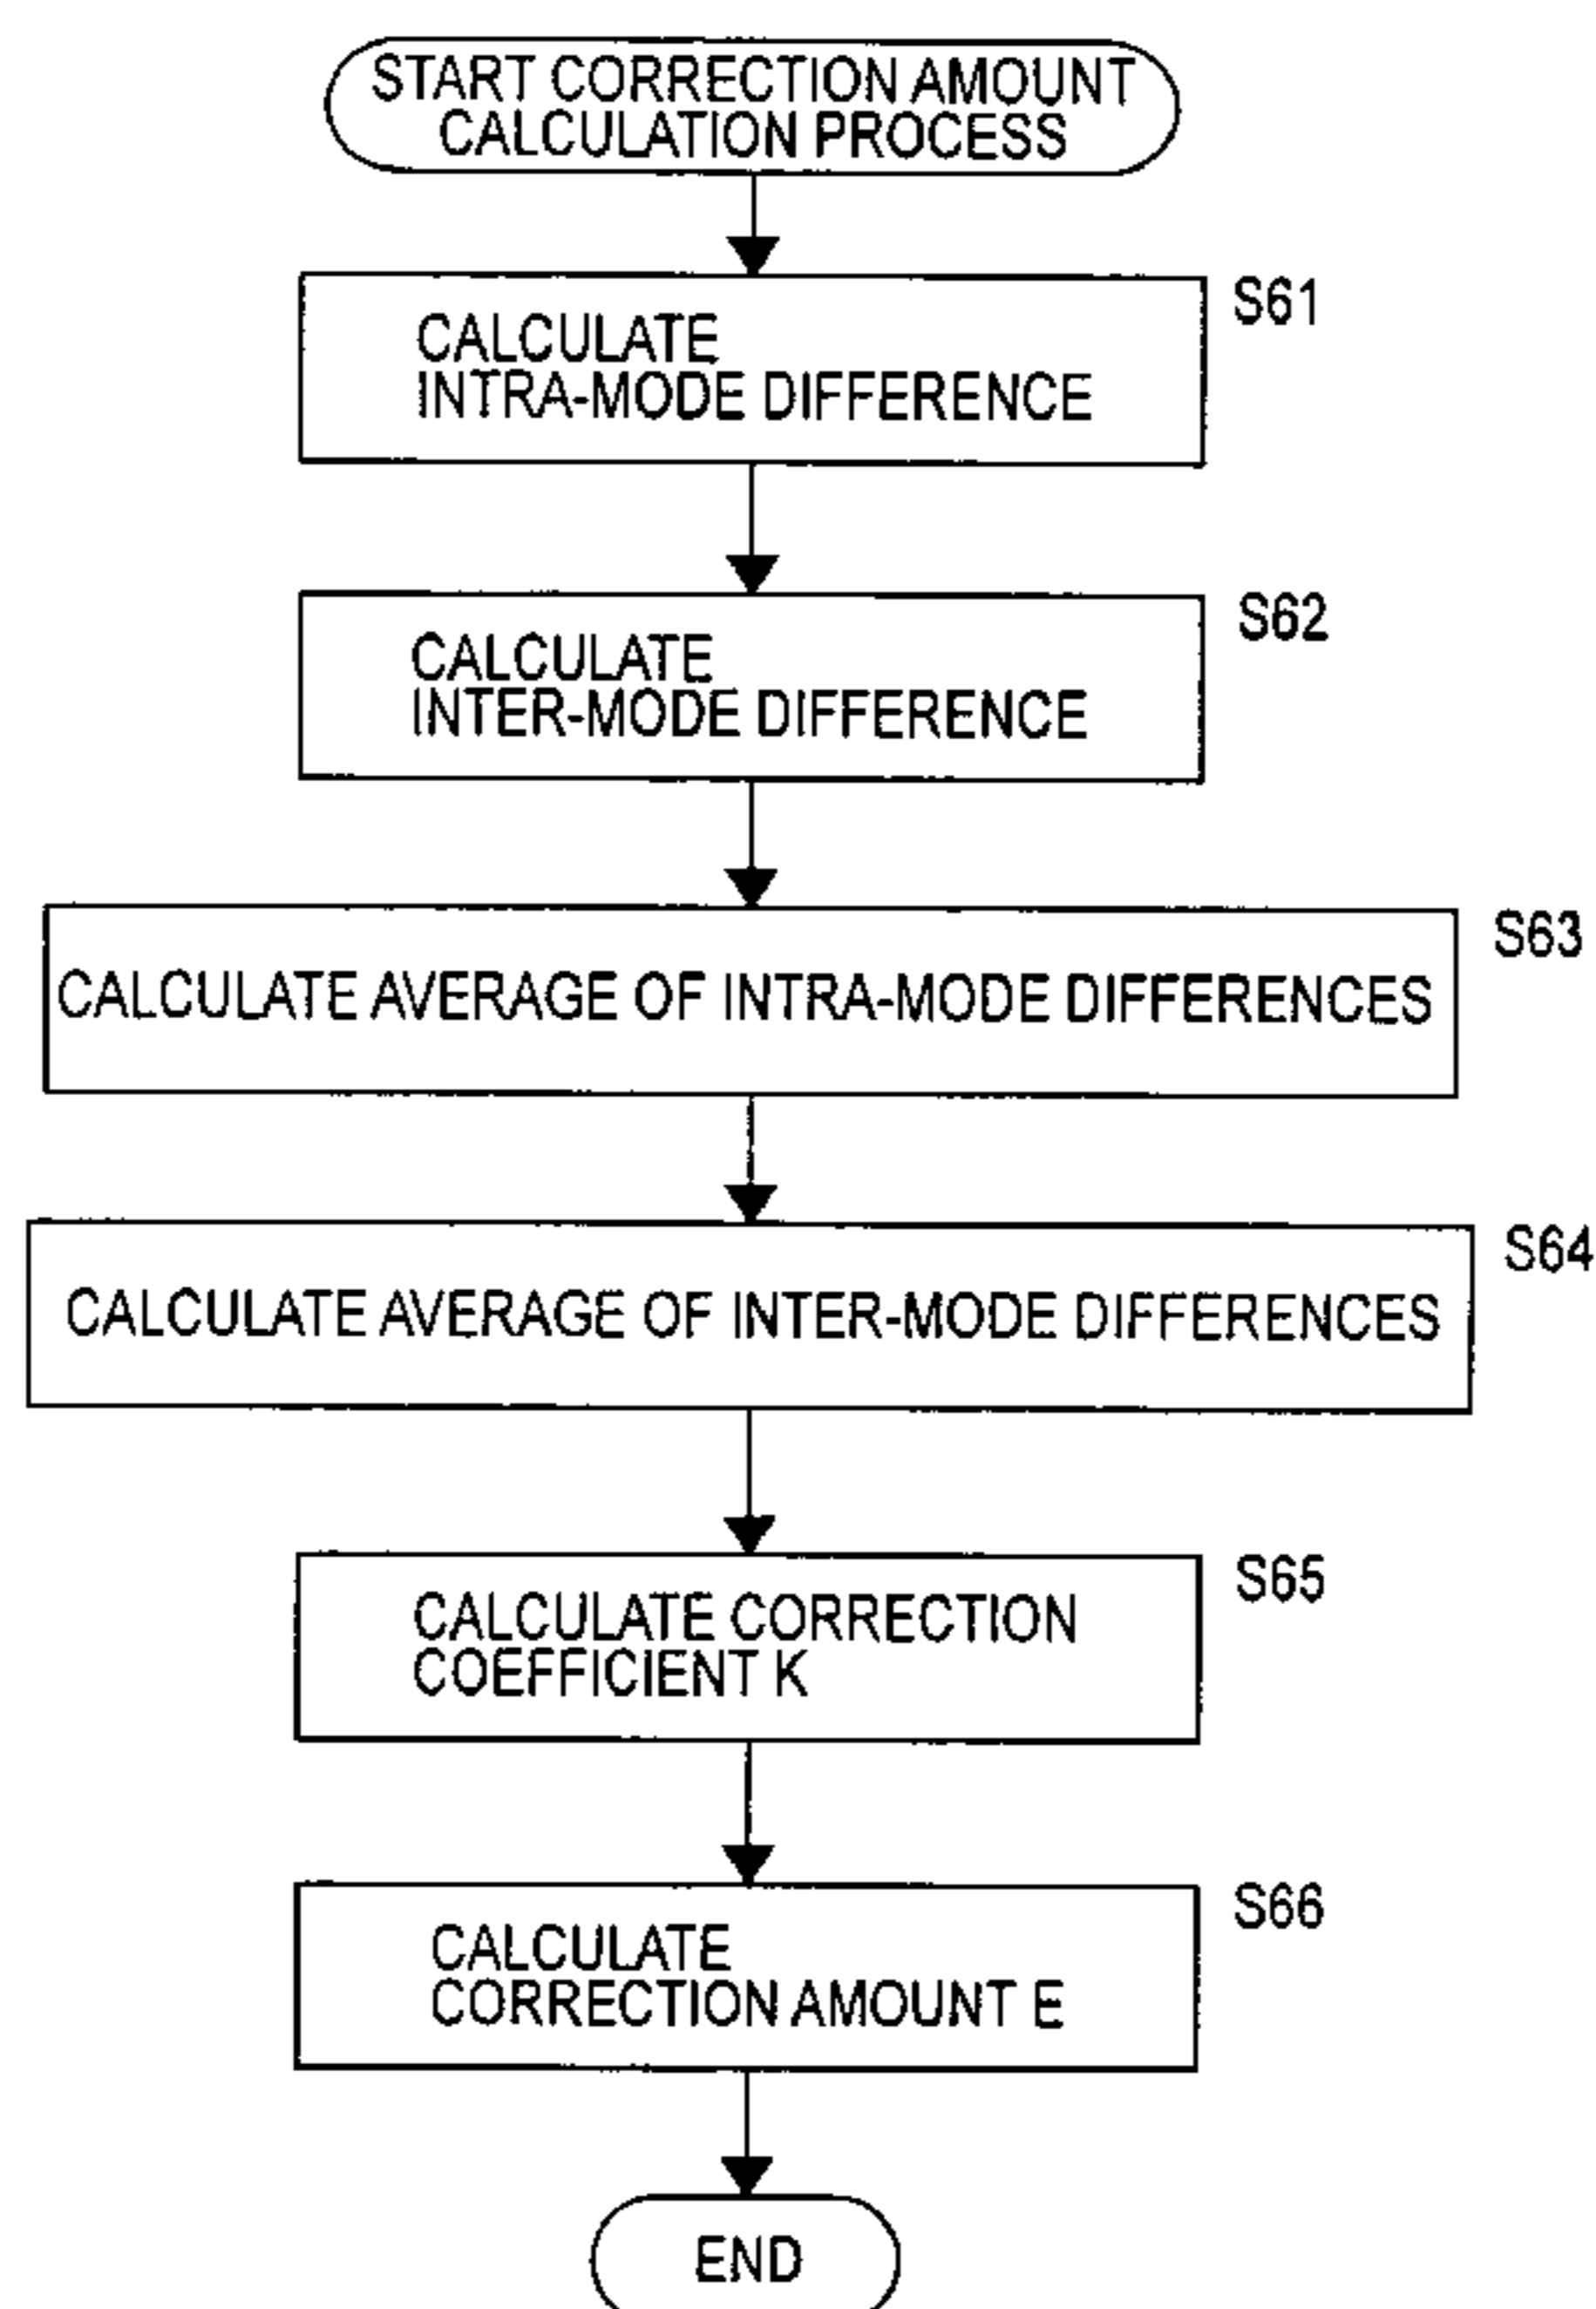 START CORRECTION AMOUNT
CALCULATION PROCESS
S61
CALCULATE
INTRA-MODE DIFFERENCE
S62
CALCULATE
INTER-MODE DIFFERENCE
S63
CALCULATE AVERAGE OF INTRA-MODE DIFFERENCES
S64
CALCULATE AVERAGE OF INTER-MODE DIFFERENCES
S65
CALCULATE CORRECTION
COEFFICIENT K
S66
CALCULATE
CORRECTION AMOUNT E
END